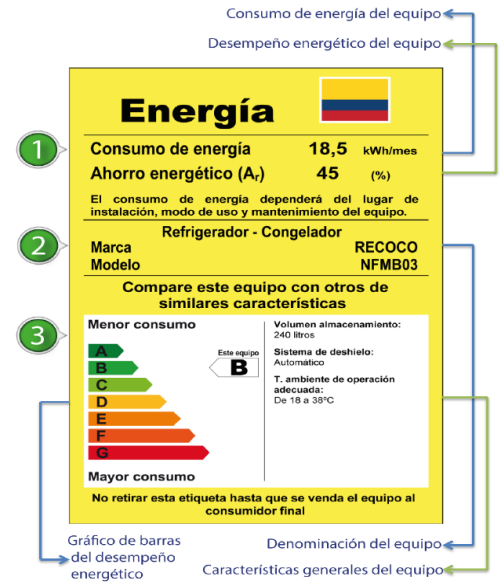 Consumo de energía del equipo
Desempeño energético del equipo
Energía
1
Consumo de energía 18,5 kWh/mes
Ahorro energético (Ar) 45 (%)
El consumo de energía dependerá del lugar de
instalación, modo de uso y mantenimiento del equipo.
2
Refrigerador - Congelador
Marca RECOCO
Modelo NFMB03
Compare este equipo con otros de
similares características
3
Menor consumo
A
B
C
D
E
F
G
Mayor consumo
Este equipo
B
Volumen almacenamiento:
240 litros
Sistema de deshielo:
Automático
T. ambiente de operación
adecuada:
De 18 a 38ºC
No retirar esta etiqueta hasta que se venda el equipo al
consumidor final
Gráfico de barras
del desempeño
energético
Denominación del equipo
Características generales del equipo